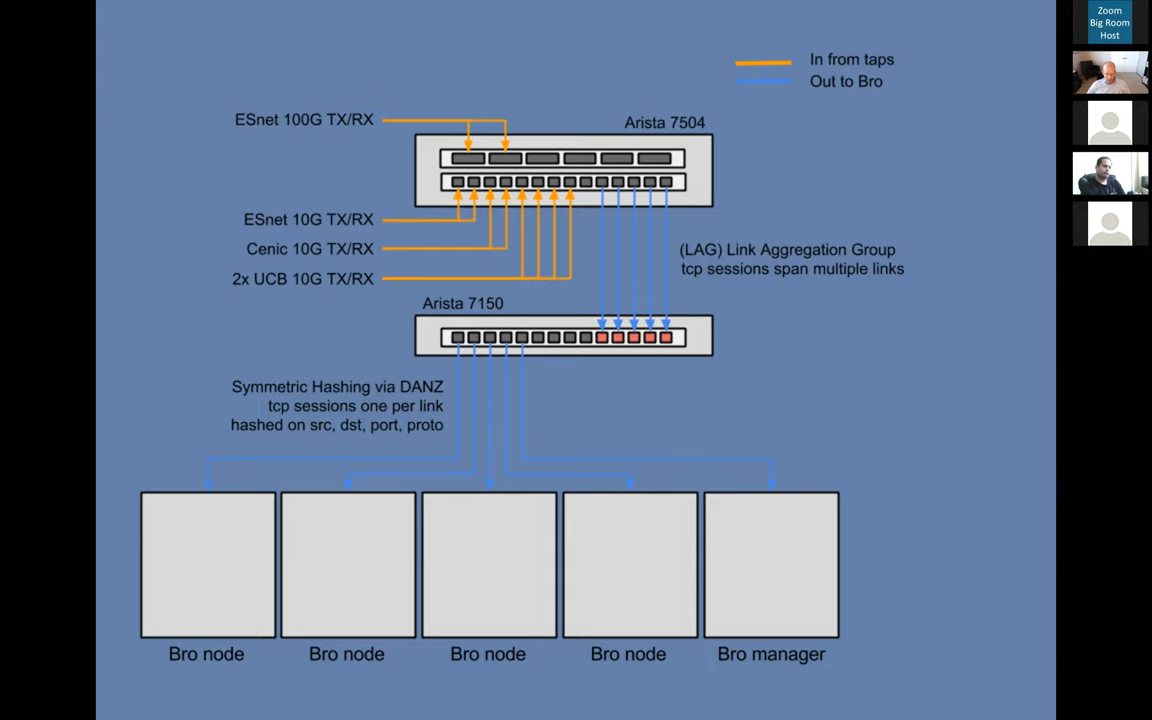 In from taps
Out to Bro
ESnet 100G TX/RX
Arista 7504
ESnet 10G TX/RX
Cenic 10G TX/RX
2x UCB 10G TX/RX
(LAG) Link Aggregation Group
tcp sessions span multiple links
Arista 7150
Symmetric Hashing via DANZ
tcp sessions one per link
hashed on src, dst, port, proto
Bro node
Bro node
Bro node
Bro node
Bro manager
Zoom
Big Room
Host